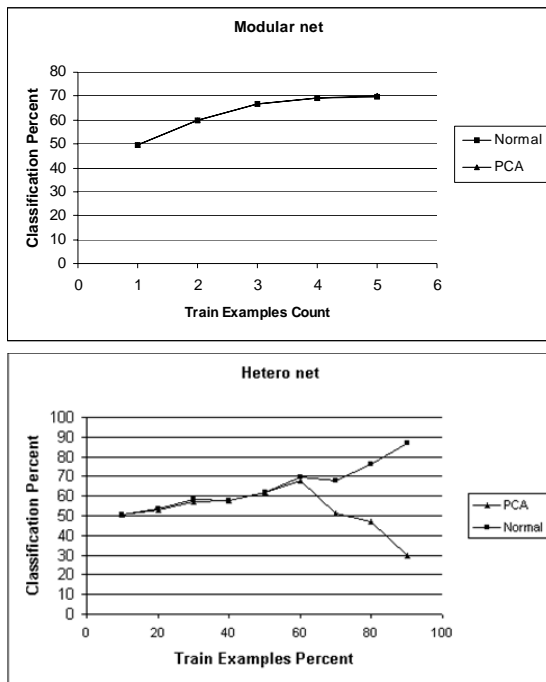 Modular net
80
70
60
50
40
30
20
10
0
Classification Percent
0 1 2 3 4 5 6
Train Examples Count
Normal
PCA
Hetero net
100
90
80
70
60
50
40
30
20
10
0
Classification Percent
0 20 40 60 80 100
Train Examples Percent
PCA
Normal